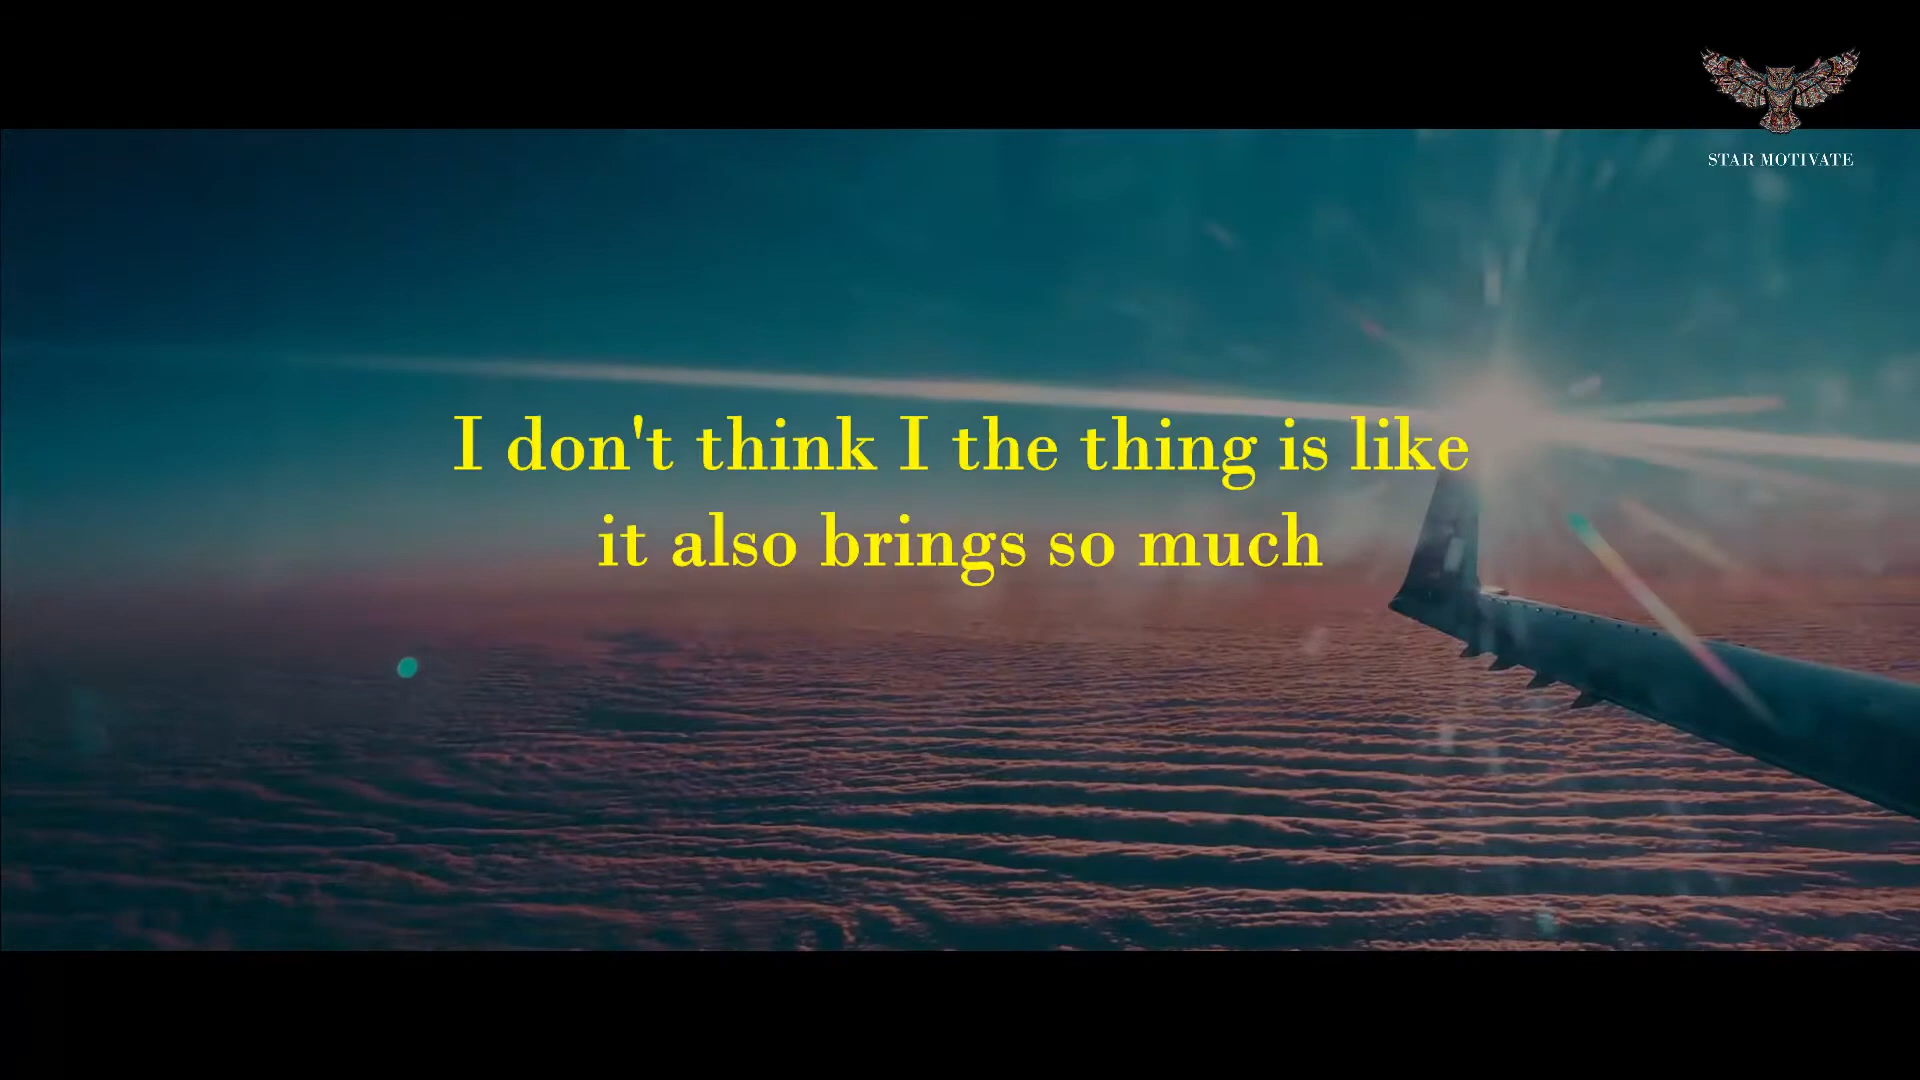 STAR MOTIVATE
I don't think I the thing is like
it also brings so much